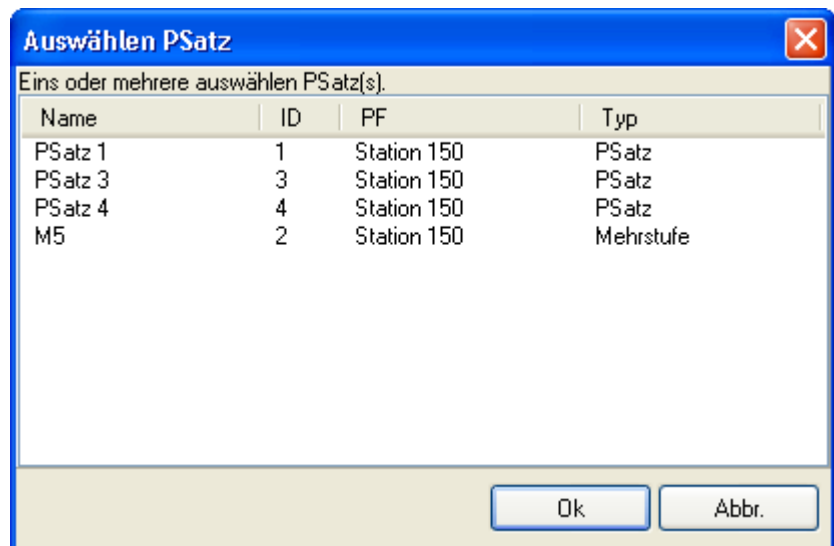 Auswählen PSatz
Eins oder mehrere auswählen PSatz(s).
Name ID PF Typ
PSatz 1 1 Station 150 PSatz
PSatz 3 3 Station 150 PSatz
PSatz 4 4 Station 150 PSatz
M5 2 Station 150 Mehrstufe
Ok Abbr.